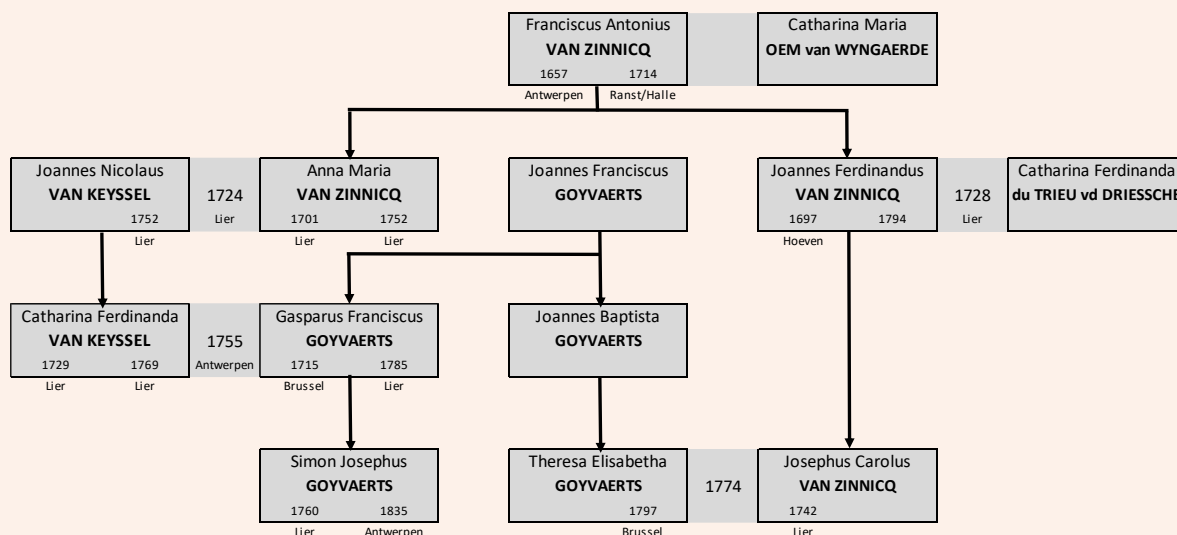 Franciscus Antonius
VAN ZINNICQ
1657 1714
Antwerpen Ranst/Halle
Catharina Maria
OEM van WYNGAERDE
Joannes Nicolaus
VAN KEYSSEL
1752
Lier
1724
Lier
Anna Maria
VAN ZINNICQ
1701 1752
Lier Lier
Joannes Franciscus
GOYVAERTS
Joannes Ferdinandus
VAN ZINNICQ
1697 1794
Hoeven
1728
Lier
Catharina Ferdinanda
du TRIEU vd DRIESSCHE
Catharina Ferdinanda
VAN KEYSSEL
1729 1769
Lier Lier
1755
Antwerpen
Gasparus Franciscus
GOYVAERTS
1715 1785
Brussel Lier
Joannes Baptista
GOYVAERTS
Simon Josephus
GOYVAERTS
1760 1835
Lier Antwerpen
Theresa Elisabetha
GOYVAERTS
1797
Brussel
1774
Josephus Carolus
VAN ZINNICQ
1742
Lier